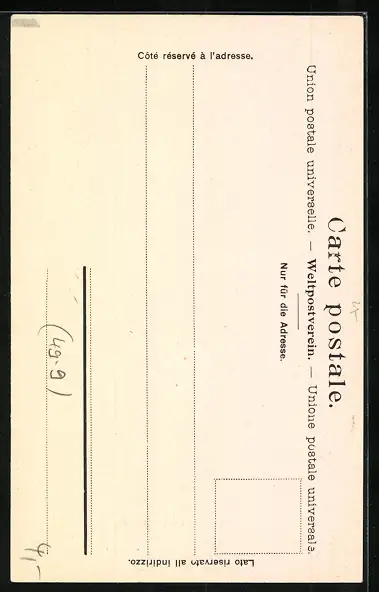 Carte postale.
Union postale universelle. — Weltpostverein. — Unione postale universale.
Nur für die Adresse.
Côté réservé à l'adresse.
Lato riservato all indirizzo.
(49-9)
4,-